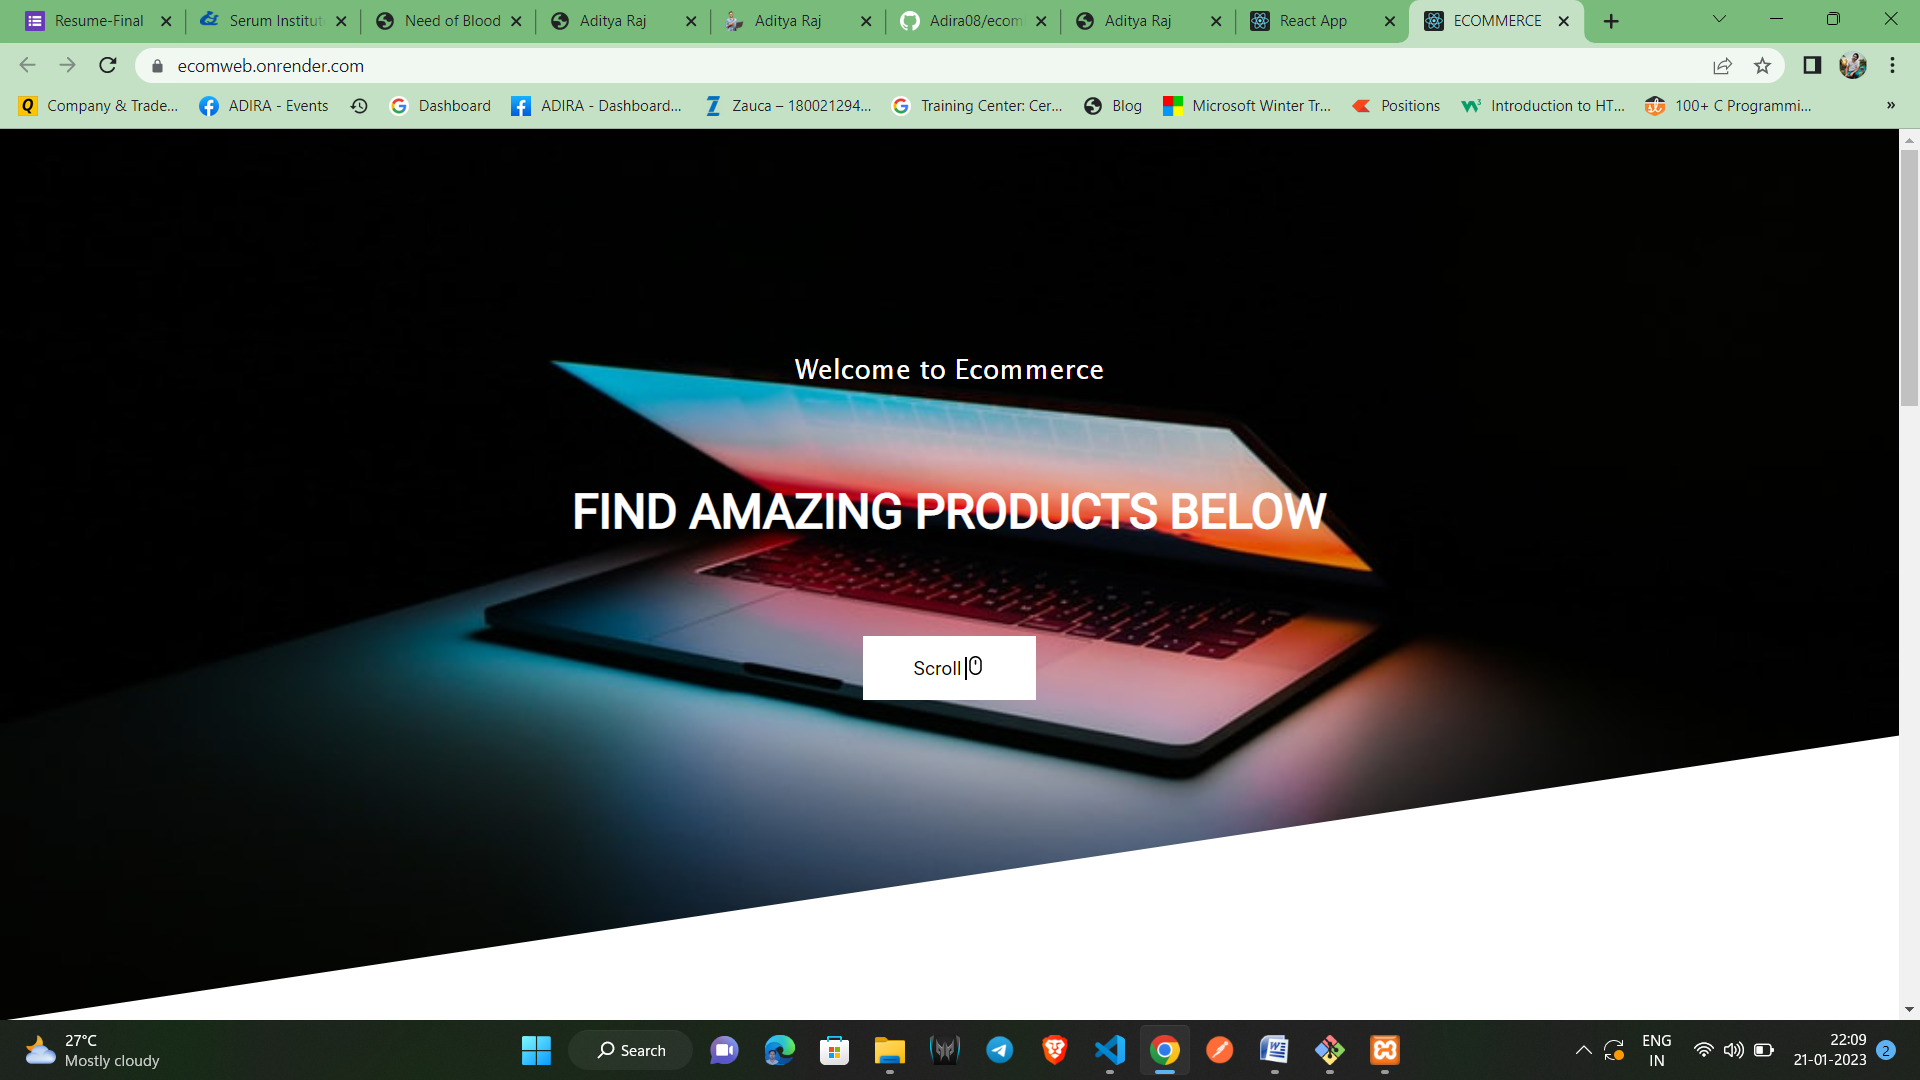 Resume-Final
Serum Institut
Need of Blood
Aditya Raj
Aditya Raj
Adira08/ecom
Aditya Raj
React App
ECOMMERCE
ecomweb.onrender.com
Company & Trade...
ADIRA - Events
Dashboard
ADIRA - Dashboard...
Zauca – 180021294...
Training Center: Cer...
Blog
Microsoft Winter Tr...
Positions
Introduction to HT...
100+ C Programmi...
»
Welcome to Ecommerce
FIND AMAZING PRODUCTS BELOW
Scroll
27°C
Mostly cloudy
Search
ENG
IN
22:09
21-01-2023
2